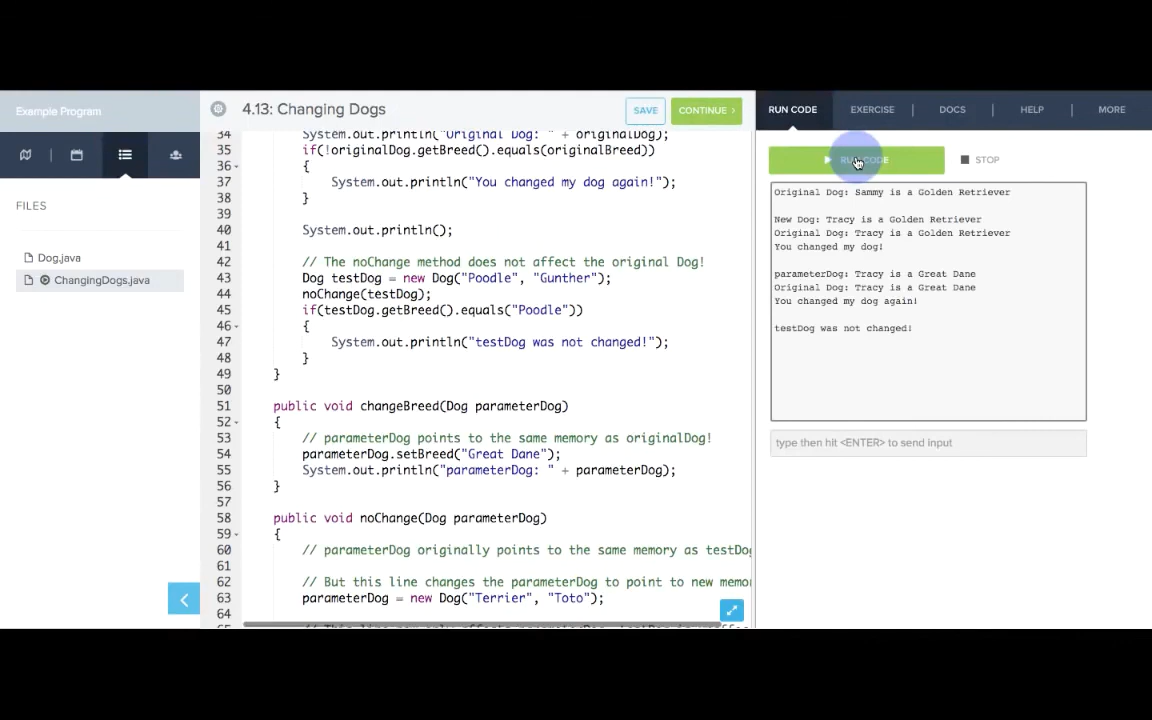 Example Program
4.13: Changing Dogs
SAVE
CONTINUE ›
RUN CODE
EXERCISE
DOCS
HELP
MORE
FILES
Dog.java
ChangingDogs.java
34 System.out.println("Original Dog: " + originalDog);
35 if(!originalDog.getBreed().equals(originalBreed))
36 {
37 System.out.println("You changed my dog again!");
38 }
39
40 System.out.println();
41
42 // The noChange method does not affect the original Dog!
43 Dog testDog = new Dog("Poodle", "Gunther");
44 noChange(testDog);
45 if(testDog.getBreed().equals("Poodle"))
46 {
47 System.out.println("testDog was not changed!");
48 }
49 }
50
51 public void changeBreed(Dog parameterDog)
52 {
53 // parameterDog points to the same memory as originalDog!
54 parameterDog.setBreed("Great Dane");
55 System.out.println("parameterDog: " + parameterDog);
56 }
57
58 public void noChange(Dog parameterDog)
59 {
60 // parameterDog originally points to the same memory as testDog
61
62 // But this line changes the parameterDog to point to new memor
63 parameterDog = new Dog("Terrier", "Toto");
64
RUN CODE
STOP
Original Dog: Sammy is a Golden Retriever
New Dog: Tracy is a Golden Retriever
Original Dog: Tracy is a Golden Retriever
You changed my dog!
parameterDog: Tracy is a Great Dane
Original Dog: Tracy is a Great Dane
You changed my dog again!
testDog was not changed!
type then hit <ENTER> to send input